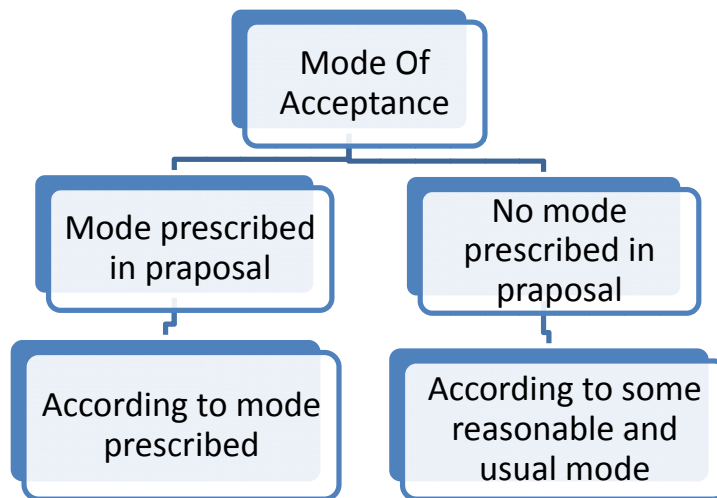 Mode Of
Acceptance
Mode prescribed
in praposal
No mode
prescribed in
praposal
According to mode
prescribed
According to some
reasonable and
usual mode